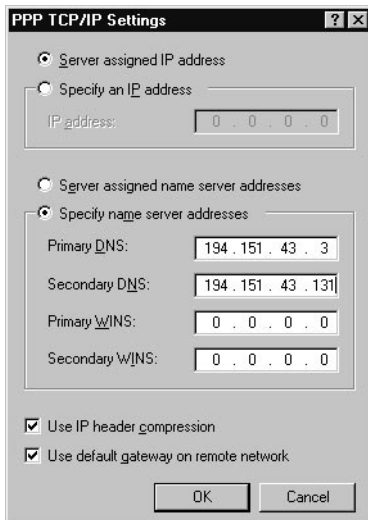 PPP TCP/IP Settings
Server assigned IP address
Specify an IP address
IP address: 0 . 0 . 0 . 0
Server assigned name server addresses
Specify name server addresses
Primary DNS: 194 . 151 . 43 . 3
Secondary DNS: 194 . 151 . 43 . 131
Primary WINS: 0 . 0 . 0 . 0
Secondary WINS: 0 . 0 . 0 . 0
Use IP header compression
Use default gateway on remote network
OK Cancel